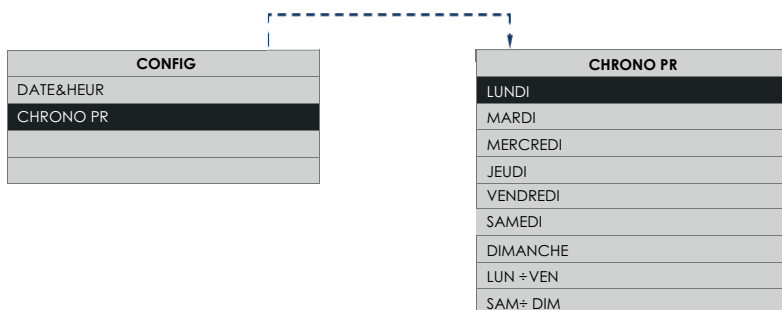 CONFIG
DATE&HEUR
CHRONO PR
CHRONO PR
LUNDI
MARDI
MERCREDI
JEUDI
VENDREDI
SAMEDI
DIMANCHE
LUN ÷VEN
SAM÷ DIM